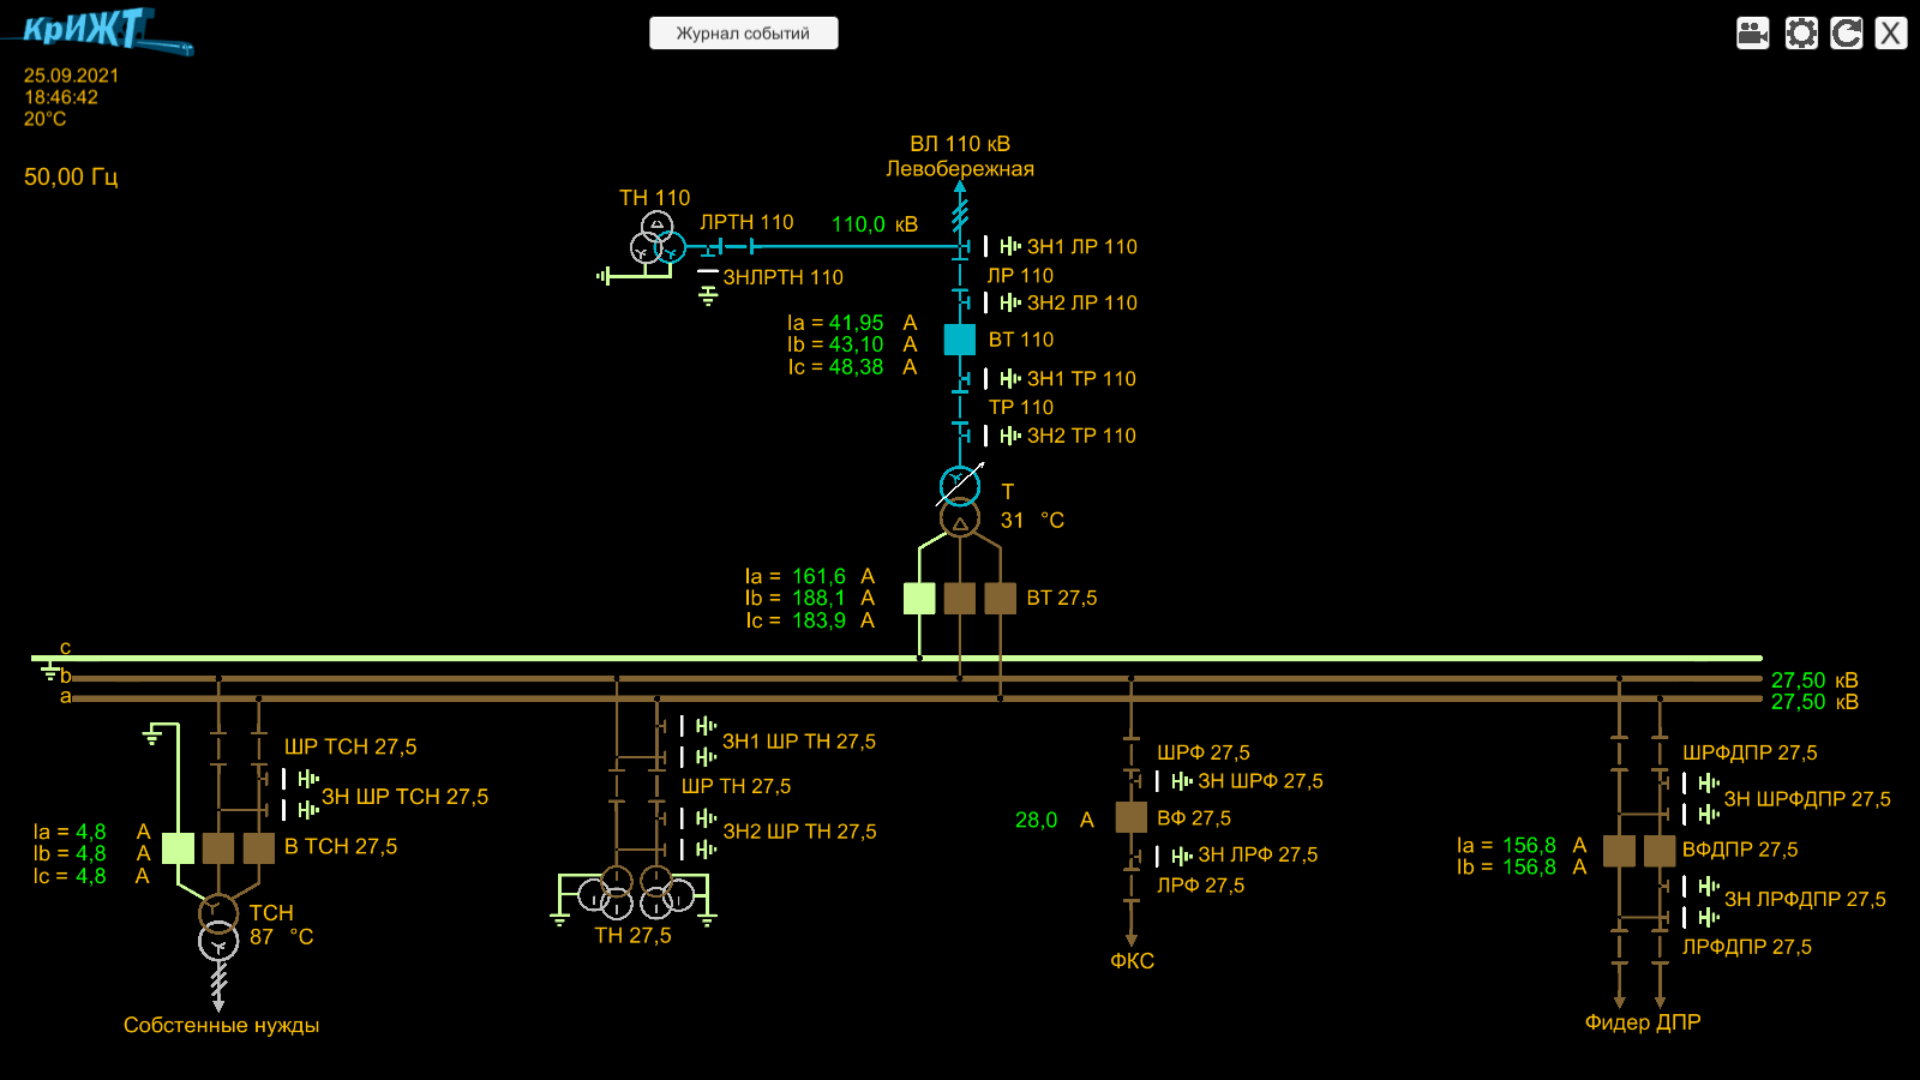 КрИЖТ
Журнал событий
X
25.09.2021
18:46:42
20°C
50,00 Гц
ВЛ 110 кВ
Левобережная
ТН 110
ЛРТН 110
110,0 кВ
ЗНЛРТН 110
ЗН1 ЛР 110
ЛР 110
ЗН2 ЛР 110
Ia = 41,95 A
Ib = 43,10 A
Ic = 48,38 A
ВТ 110
ЗН1 ТР 110
ТР 110
ЗН2 ТР 110
Т
31 °C
Ia = 161,6 A
Ib = 188,1 A
Ic = 183,9 A
ВТ 27,5
c
b
a
27,50 кВ
27,50 кВ
ШР ТСН 27,5
ЗН ШР ТСН 27,5
Ia = 4,8 A
Ib = 4,8 A
Ic = 4,8 A
В ТСН 27,5
ТСН
87 °C
Собстенные нужды
ЗН1 ШР ТН 27,5
ШР ТН 27,5
ЗН2 ШР ТН 27,5
ТН 27,5
ШРФ 27,5
ЗН ШРФ 27,5
28,0 A
ВФ 27,5
ЗН ЛРФ 27,5
ЛРФ 27,5
ФКС
ШРФДПР 27,5
ЗН ШРФДПР 27,5
Ia = 156,8 A
Ib = 156,8 A
ВФДПР 27,5
ЗН ЛРФДПР 27,5
ЛРФДПР 27,5
Фидер ДПР